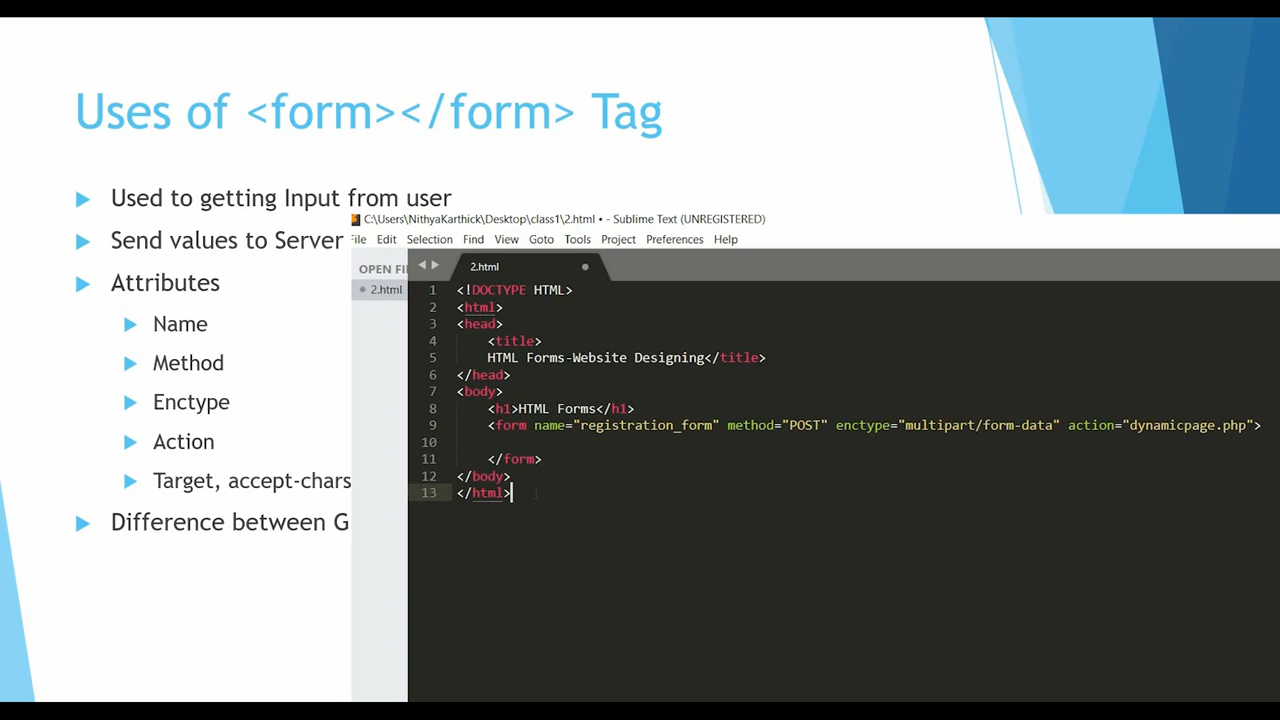 Uses of <form></form> Tag
Used to getting Input from user
Send values to Server
Attributes
Name
Method
Enctype
Action
Target, accept-chars
Difference between G
C:\Users\NithyaKarthick\Desktop\class1\2.html • - Sublime Text (UNREGISTERED)
File Edit Selection Find View Goto Tools Project Preferences Help
OPEN FI
2.html
2.html
1 <!DOCTYPE HTML>
2 <html>
3 <head>
4 <title>
5 HTML Forms-Website Designing</title>
6 </head>
7 <body>
8 <h1>HTML Forms</h1>
9 <form name="registration_form" method="POST" enctype="multipart/form-data" action="dynamicpage.php">
10
11 </form>
12 </body>
13 </html>